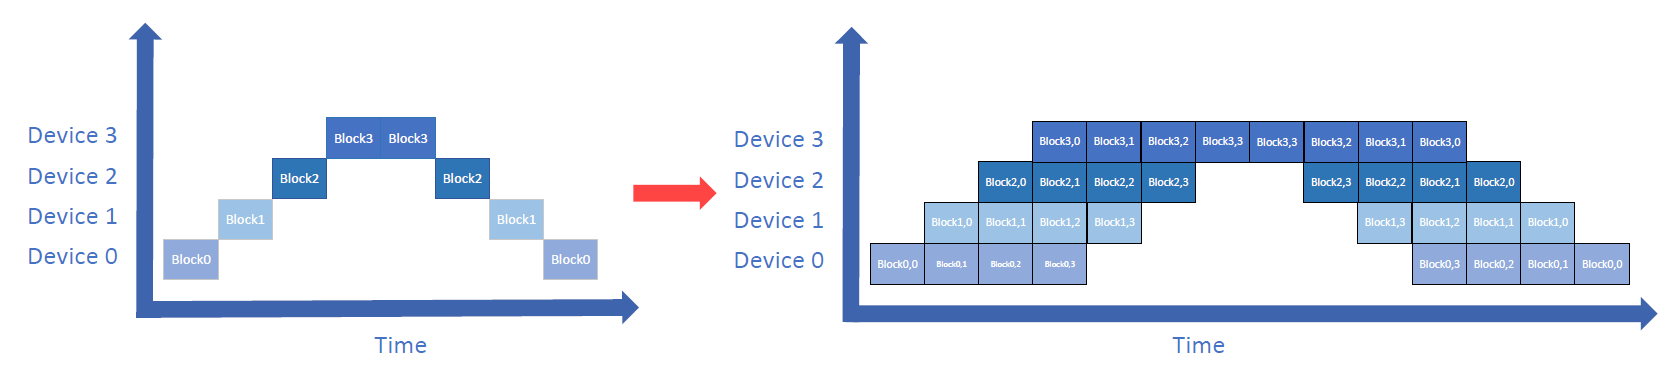 Device 3
Block3 Block3
Device 2
Block2 Block2
Device 1
Block1 Block1
Device 0
Block0 Block0
Time
Device 3
Block3,0 Block3,1 Block3,2 Block3,3 Block3,3 Block3,2 Block3,1 Block3,0
Device 2
Block2,0 Block2,1 Block2,2 Block2,3 Block2,3 Block2,2 Block2,1 Block2,0
Device 1
Block1,0 Block1,1 Block1,2 Block1,3 Block1,3 Block1,2 Block1,1 Block1,0
Device 0
Block0,0 Block0,1 Block0,2 Block0,3 Block0,3 Block0,2 Block0,1 Block0,0
Time